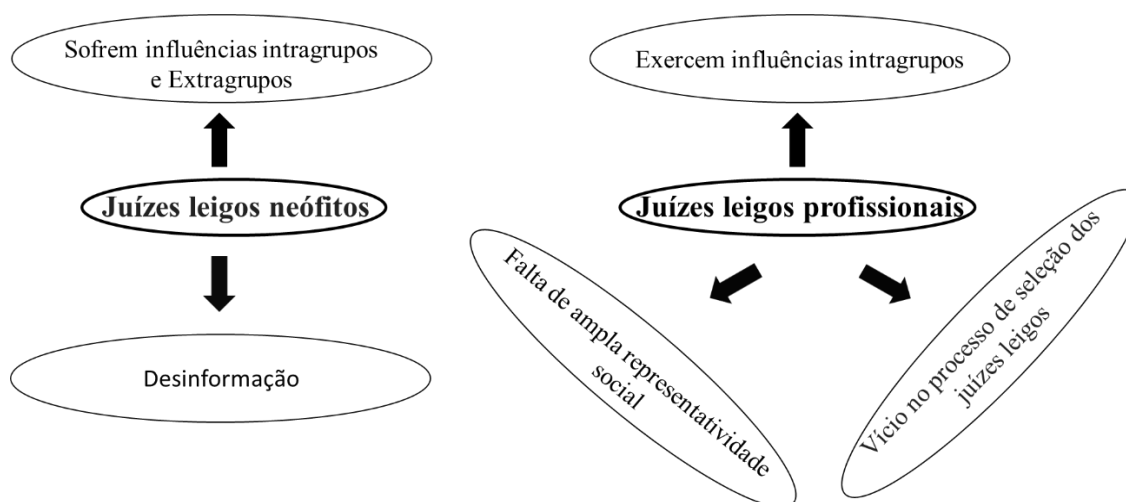 Sofrem influências intragrupos
e Extragrupos
Juízes leigos neófitos
Desinformação
Exercem influências intragrupos
Juízes leigos profissionais
Falta de ampla representatividade
social
Vício no processo de seleção dos
juízes leigos